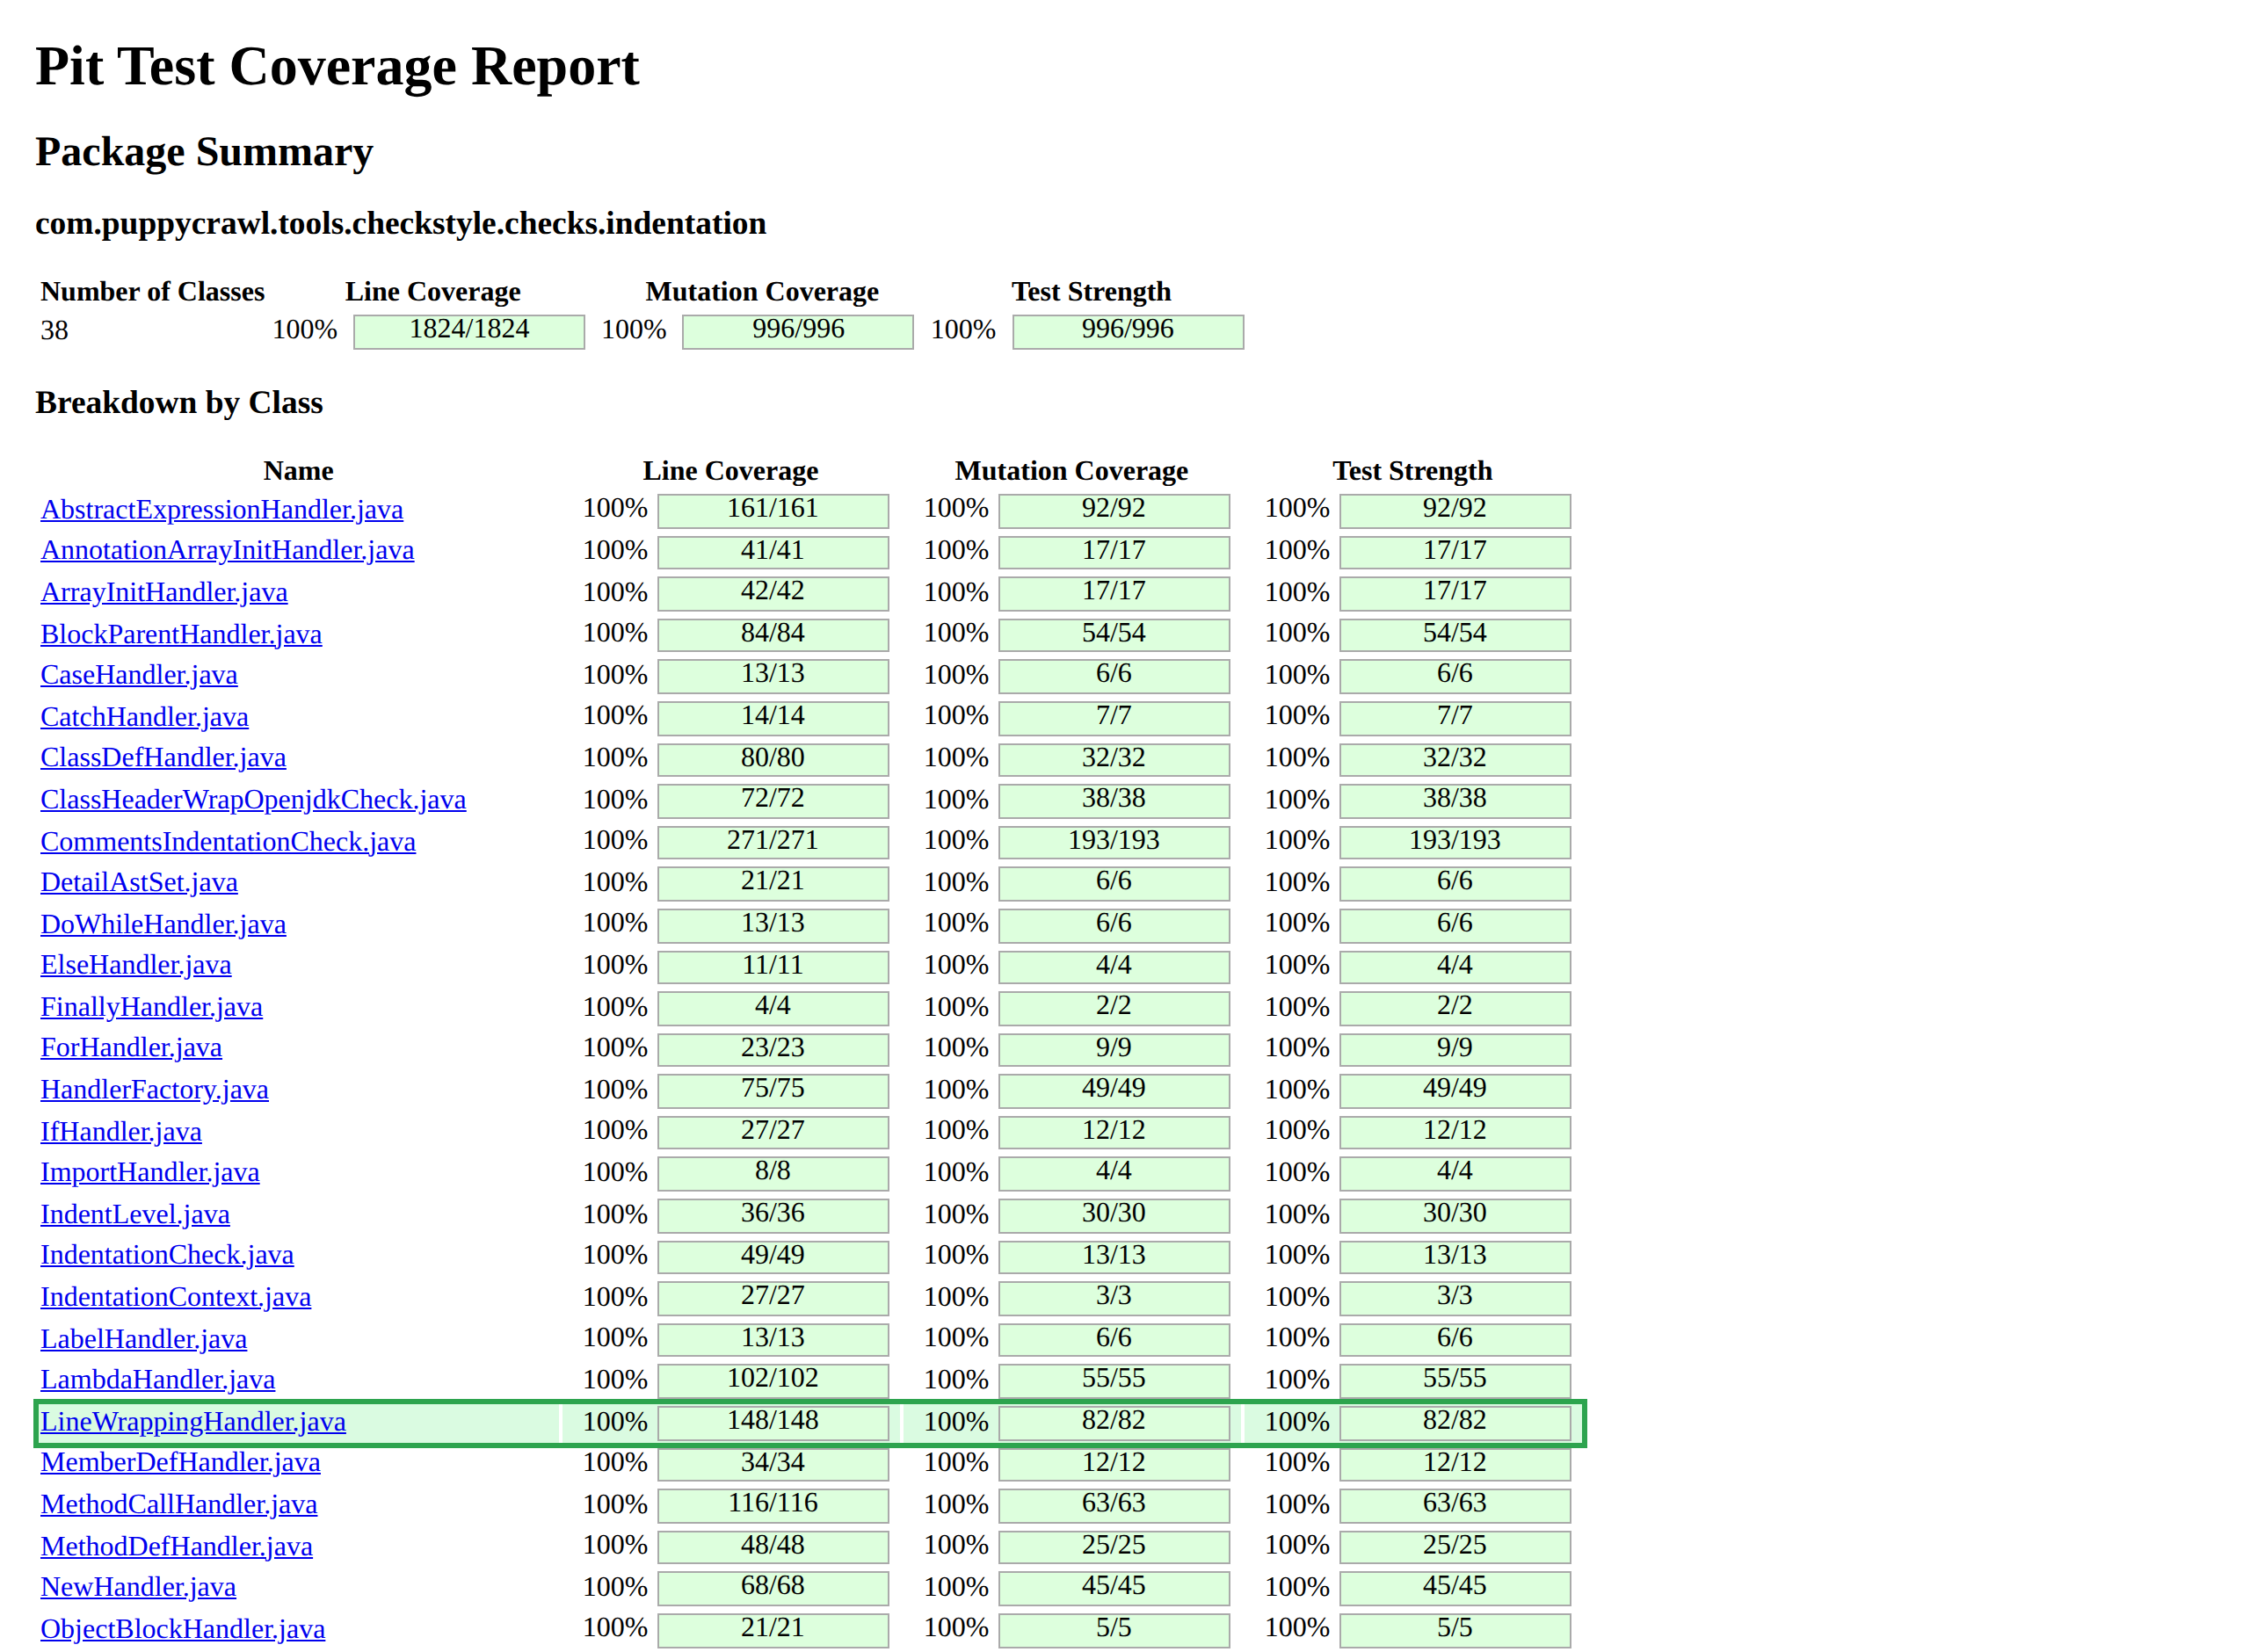 Pit Test Coverage Report
Package Summary
com.puppycrawl.tools.checkstyle.checks.indentation
Number of Classes Line Coverage Mutation Coverage Test Strength
38 100% 1824/1824 100% 996/996 100% 996/996
Breakdown by Class
Name Line Coverage Mutation Coverage Test Strength
AbstractExpressionHandler.java 100% 161/161 100% 92/92 100% 92/92
AnnotationArrayInitHandler.java 100% 41/41 100% 17/17 100% 17/17
ArrayInitHandler.java 100% 42/42 100% 17/17 100% 17/17
BlockParentHandler.java 100% 84/84 100% 54/54 100% 54/54
CaseHandler.java 100% 13/13 100% 6/6 100% 6/6
CatchHandler.java 100% 14/14 100% 7/7 100% 7/7
ClassDefHandler.java 100% 80/80 100% 32/32 100% 32/32
ClassHeaderWrapOpenjdkCheck.java 100% 72/72 100% 38/38 100% 38/38
CommentsIndentationCheck.java 100% 271/271 100% 193/193 100% 193/193
DetailAstSet.java 100% 21/21 100% 6/6 100% 6/6
DoWhileHandler.java 100% 13/13 100% 6/6 100% 6/6
ElseHandler.java 100% 11/11 100% 4/4 100% 4/4
FinallyHandler.java 100% 4/4 100% 2/2 100% 2/2
ForHandler.java 100% 23/23 100% 9/9 100% 9/9
HandlerFactory.java 100% 75/75 100% 49/49 100% 49/49
IfHandler.java 100% 27/27 100% 12/12 100% 12/12
ImportHandler.java 100% 8/8 100% 4/4 100% 4/4
IndentLevel.java 100% 36/36 100% 30/30 100% 30/30
IndentationCheck.java 100% 49/49 100% 13/13 100% 13/13
IndentationContext.java 100% 27/27 100% 3/3 100% 3/3
LabelHandler.java 100% 13/13 100% 6/6 100% 6/6
LambdaHandler.java 100% 102/102 100% 55/55 100% 55/55
LineWrappingHandler.java 100% 148/148 100% 82/82 100% 82/82
MemberDefHandler.java 100% 34/34 100% 12/12 100% 12/12
MethodCallHandler.java 100% 116/116 100% 63/63 100% 63/63
MethodDefHandler.java 100% 48/48 100% 25/25 100% 25/25
NewHandler.java 100% 68/68 100% 45/45 100% 45/45
ObjectBlockHandler.java 100% 21/21 100% 5/5 100% 5/5